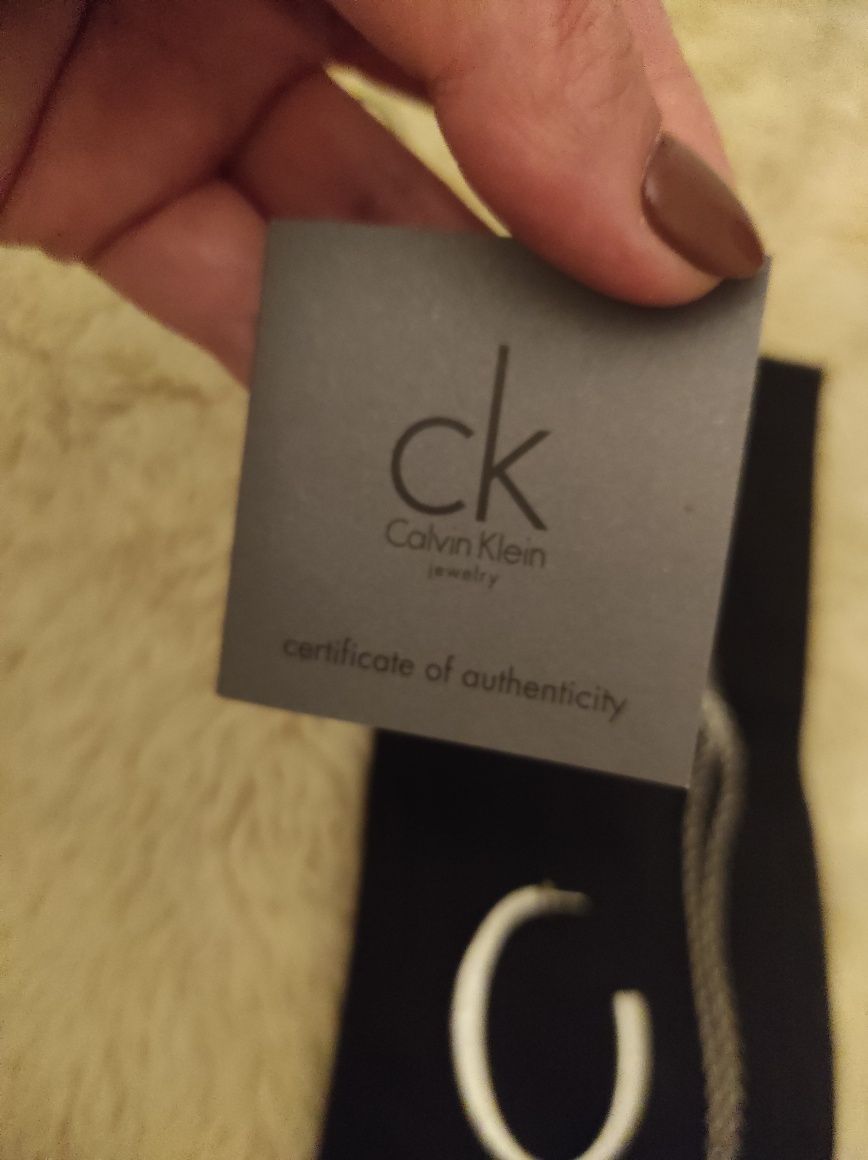 ck
Calvin Klein
jewelry
certificate of authenticity